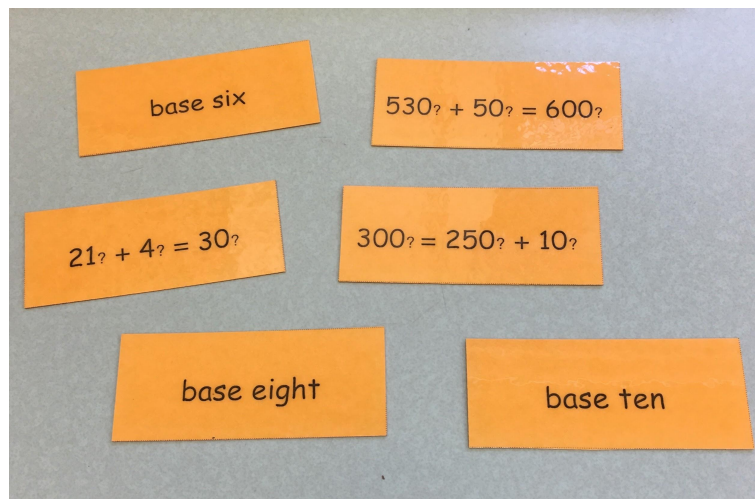 base six
530? + 50? = 600?
21? + 4? = 30?
300? = 250? + 10?
base eight
base ten